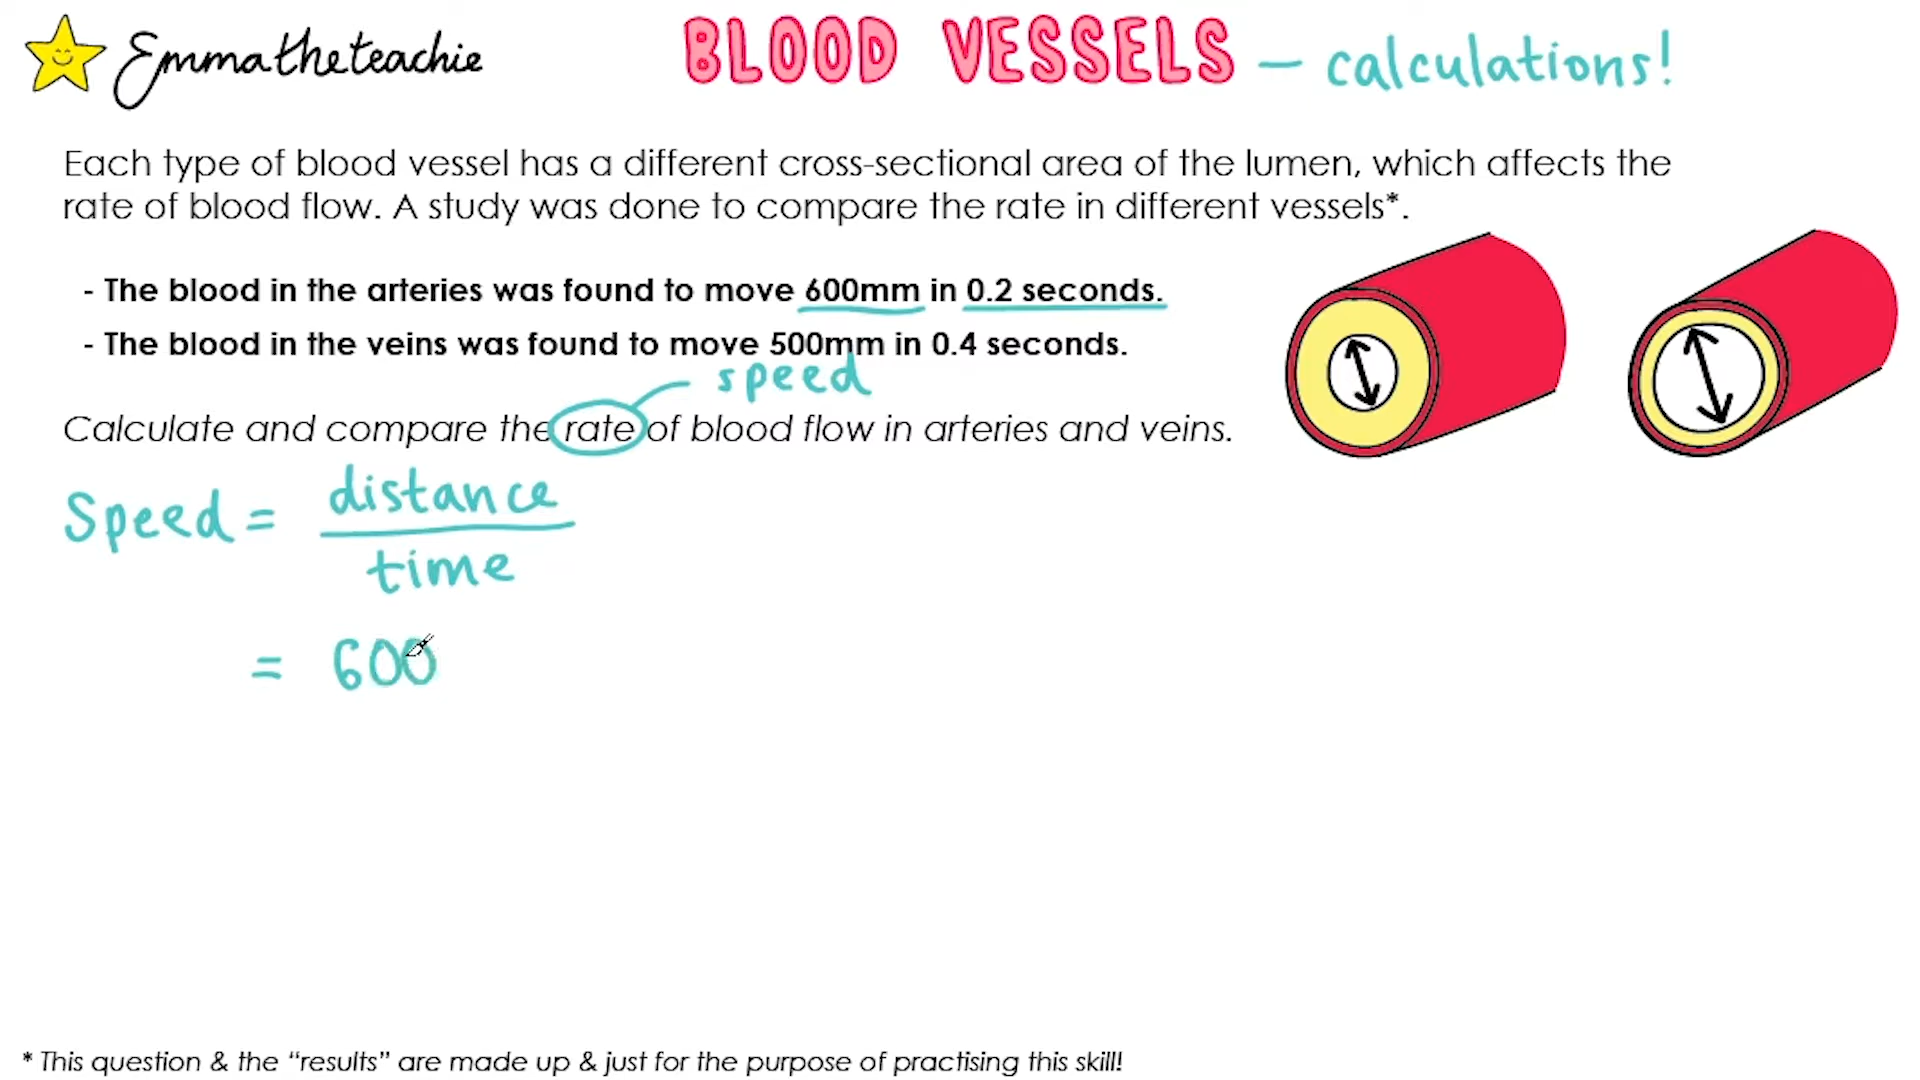 Emmatheteachie
BLOOD VESSELS – calculations!
Each type of blood vessel has a different cross-sectional area of the lumen, which affects the
rate of blood flow. A study was done to compare the rate in different vessels*.
- The blood in the arteries was found to move 600mm in 0.2 seconds.
- The blood in the veins was found to move 500mm in 0.4 seconds.
speed
Calculate and compare the rate of blood flow in arteries and veins.
Speed = distance
time
= 600
* This question & the “results” are made up & just for the purpose of practising this skill!